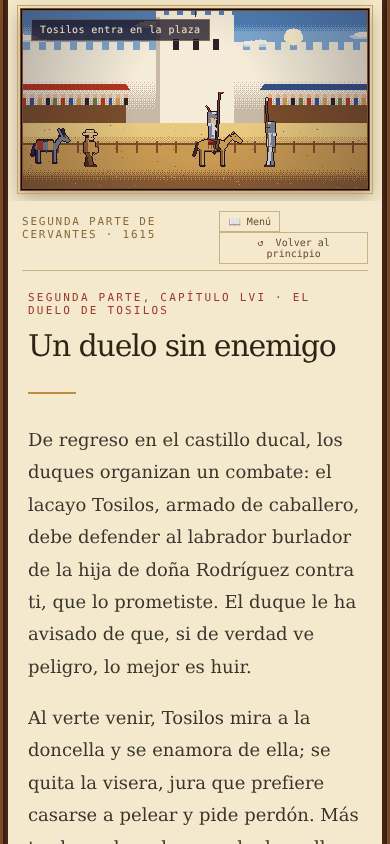 Tosilos entra en la plaza
SEGUNDA PARTE DE
CERVANTES · 1615
📖 Menú
↺ Volver al
principio
SEGUNDA PARTE, CAPÍTULO LVI · EL
DUELO DE TOSILOS
Un duelo sin enemigo
De regreso en el castillo ducal, los
duques organizan un combate: el
lacayo Tosilos, armado de caballero,
debe defender al labrador burlador
de la hija de doña Rodríguez contra
ti, que lo prometiste. El duque le ha
avisado de que, si de verdad ve
peligro, lo mejor es huir.
Al verte venir, Tosilos mira a la
doncella y se enamora de ella; se
quita la visera, jura que prefiere
casarse a pelear y pide perdón. Más